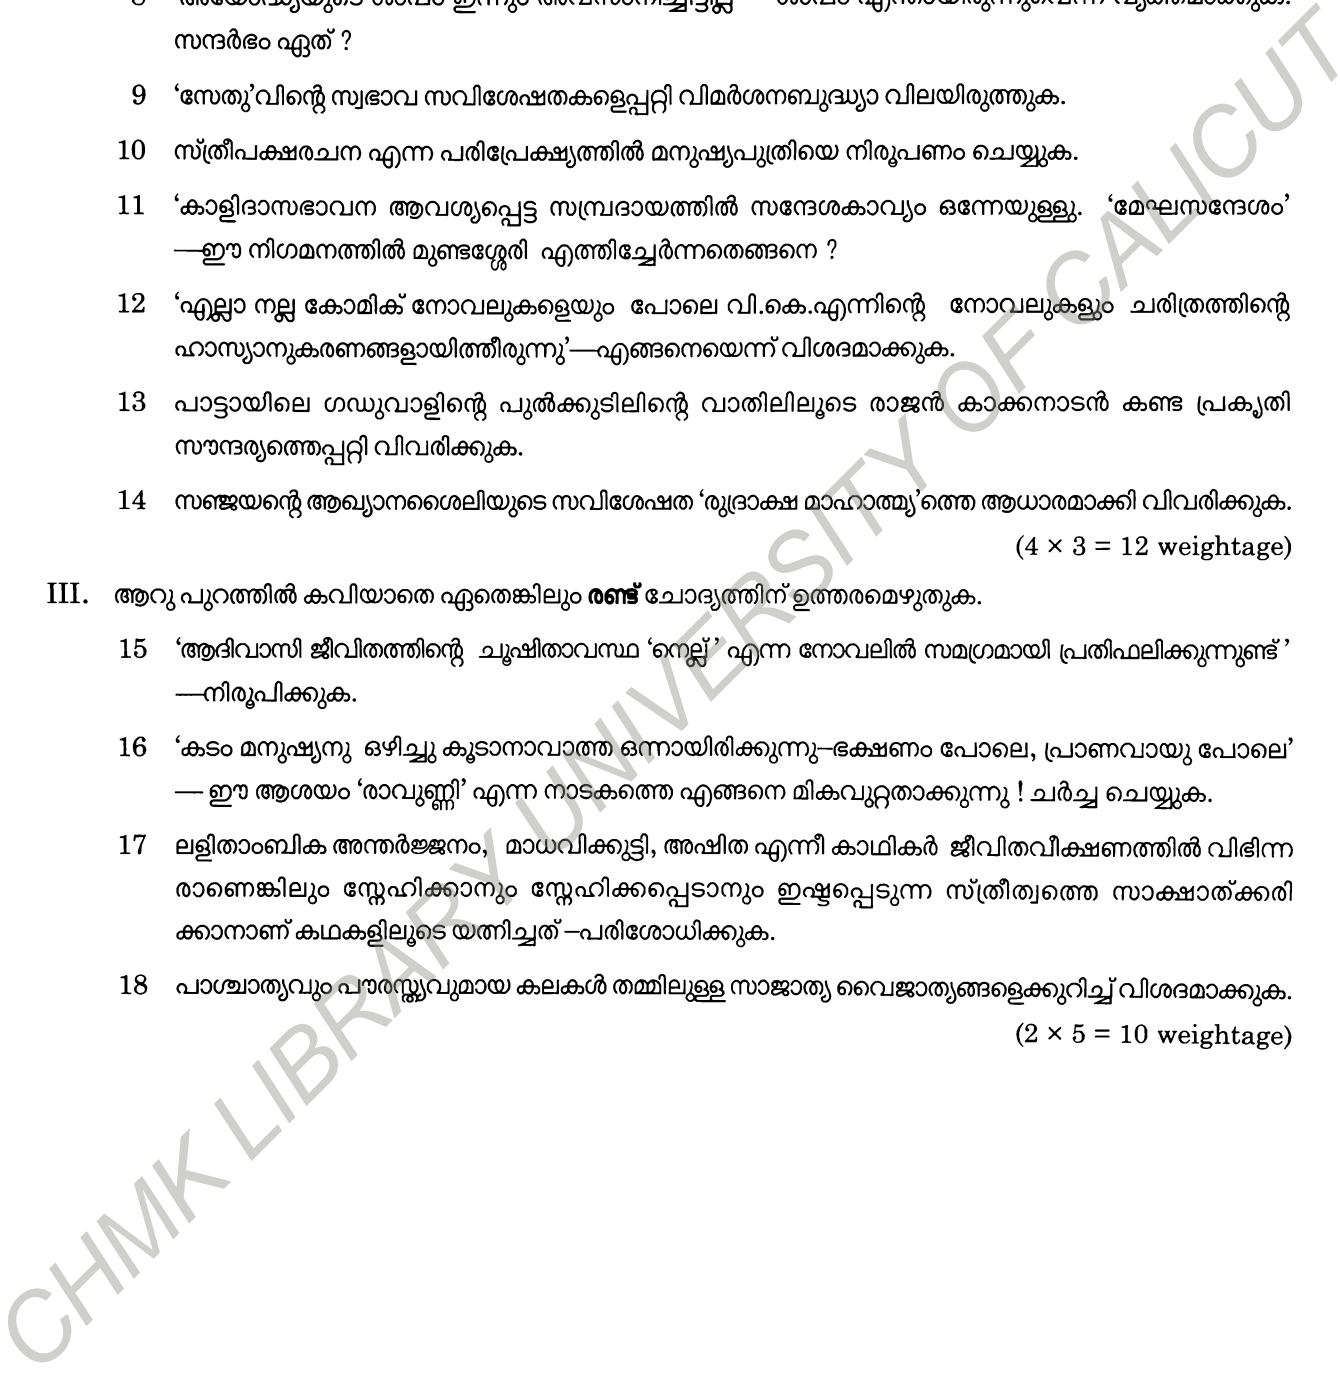 8 'അയോദ്ധ്യയുടെ ശാപം ഇന്നും അവസാനിച്ചിട്ടില്ല' ശാപം എന്തായിരുന്നുവെന്ന് വ്യക്തമാക്കുക.
സന്ദർഭം ഏത് ?
9 ‘സേതു’വിന്റെ സ്വഭാവ സവിശേഷതകളെപ്പറ്റി വിമർശനബുദ്ധ്യാ വിലയിരുത്തുക.
10 സ്ത്രീപക്ഷരചന എന്ന പരിപ്രേക്ഷ്യത്തിൽ മനുഷ്യപുത്രിയെ നിരൂപണം ചെയ്യുക.
11 ‘കാളിദാസഭാവന ആവശ്യപ്പെട്ട സമ്പ്രദായത്തിൽ സന്ദേശകാവ്യം ഒന്നേയുള്ളു. ‘മേഘസന്ദേശം’
—ഈ നിഗമനത്തിൽ മുണ്ടശ്ശേരി എത്തിച്ചേർന്നതെങ്ങനെ ?
12 ‘എല്ലാ നല്ല കോമിക് നോവലുകളെയും പോലെ വി.കെ.എന്നിന്റെ നോവലുകളും ചരിത്രത്തിന്റെ
ഹാസ്യാനുകരണങ്ങളായിത്തീരുന്നു’—എങ്ങനെയെന്ന് വിശദമാക്കുക.
13 പാട്ടായിലെ ഗഡുവാളിന്റെ പുൽക്കുടിലിന്റെ വാതിലിലൂടെ രാജൻ കാക്കനാടൻ കണ്ട പ്രകൃതി
സൗന്ദര്യത്തെപ്പറ്റി വിവരിക്കുക.
14 സഞ്ജയന്റെ ആഖ്യാനശൈലിയുടെ സവിശേഷത ‘രുദ്രാക്ഷ മാഹാത്മ്യ’ത്തെ ആധാരമാക്കി വിവരിക്കുക.
(4 × 3 = 12 weightage)
III. ആറു പുറത്തിൽ കവിയാതെ ഏതെങ്കിലും രണ്ട് ചോദ്യത്തിന് ഉത്തരമെഴുതുക.
15 ‘ആദിവാസി ജീവിതത്തിന്റെ ചൂഷിതാവസ്ഥ ‘നെല്ല്’ എന്ന നോവലിൽ സമഗ്രമായി പ്രതിഫലിക്കുന്നുണ്ട്’
—നിരൂപിക്കുക.
16 ‘കടം മനുഷ്യനു ഒഴിച്ചു കൂടാനാവാത്ത ഒന്നായിരിക്കുന്നു–ഭക്ഷണം പോലെ, പ്രാണവായു പോലെ’
— ഈ ആശയം ‘രാവുണ്ണി’ എന്ന നാടകത്തെ എങ്ങനെ മികവുറ്റതാക്കുന്നു ! ചർച്ച ചെയ്യുക.
17 ലളിതാംബിക അന്തർജ്ജനം, മാധവിക്കുട്ടി, അഷിത എന്നീ കാഥികർ ജീവിതവീക്ഷണത്തിൽ വിഭിന്ന
രാണെങ്കിലും സ്നേഹിക്കാനും സ്നേഹിക്കപ്പെടാനും ഇഷ്ടപ്പെടുന്ന സ്ത്രീത്വത്തെ സാക്ഷാത്ക്കരി
ക്കാനാണ് കഥകളിലൂടെ യത്നിച്ചത് –പരിശോധിക്കുക.
18 പാശ്ചാത്യവും പൗരസ്ത്യവുമായ കലകൾ തമ്മിലുള്ള സാജാത്യ വൈജാത്യങ്ങളെക്കുറിച്ച് വിശദമാക്കുക.
(2 × 5 = 10 weightage)
CHMK LIBRARY UNIVERSITY OF CALICUT